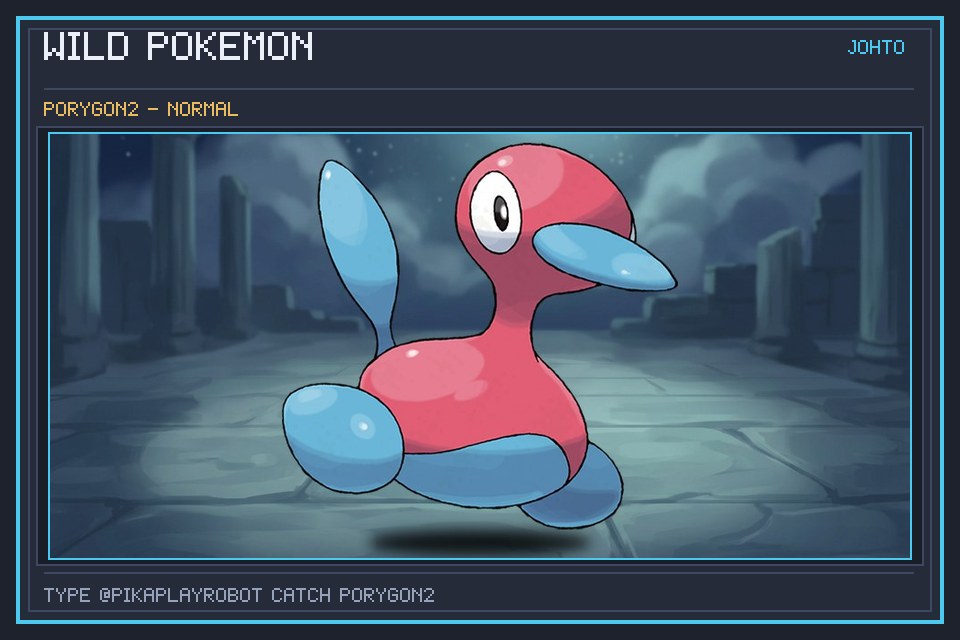 WILD POKEMON
JOHTO
PORYGON2 - NORMAL
TYPE @PIKAPLAYROBOT CATCH PORYGON2